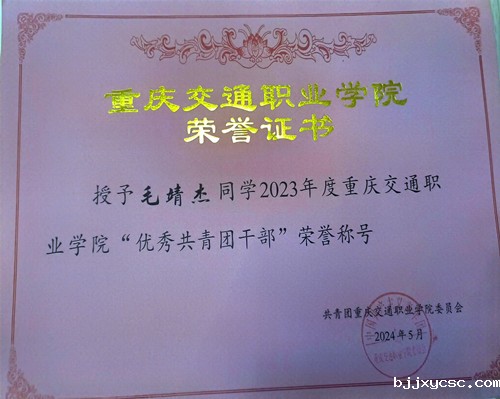 重庆交通职业学院
荣誉证书
授予毛靖杰同学2023年度重庆交通职
业学院“优秀共青团干部”荣誉称号
共青团重庆交通职业学院委员会
2024年5月
bjjxycsc.com